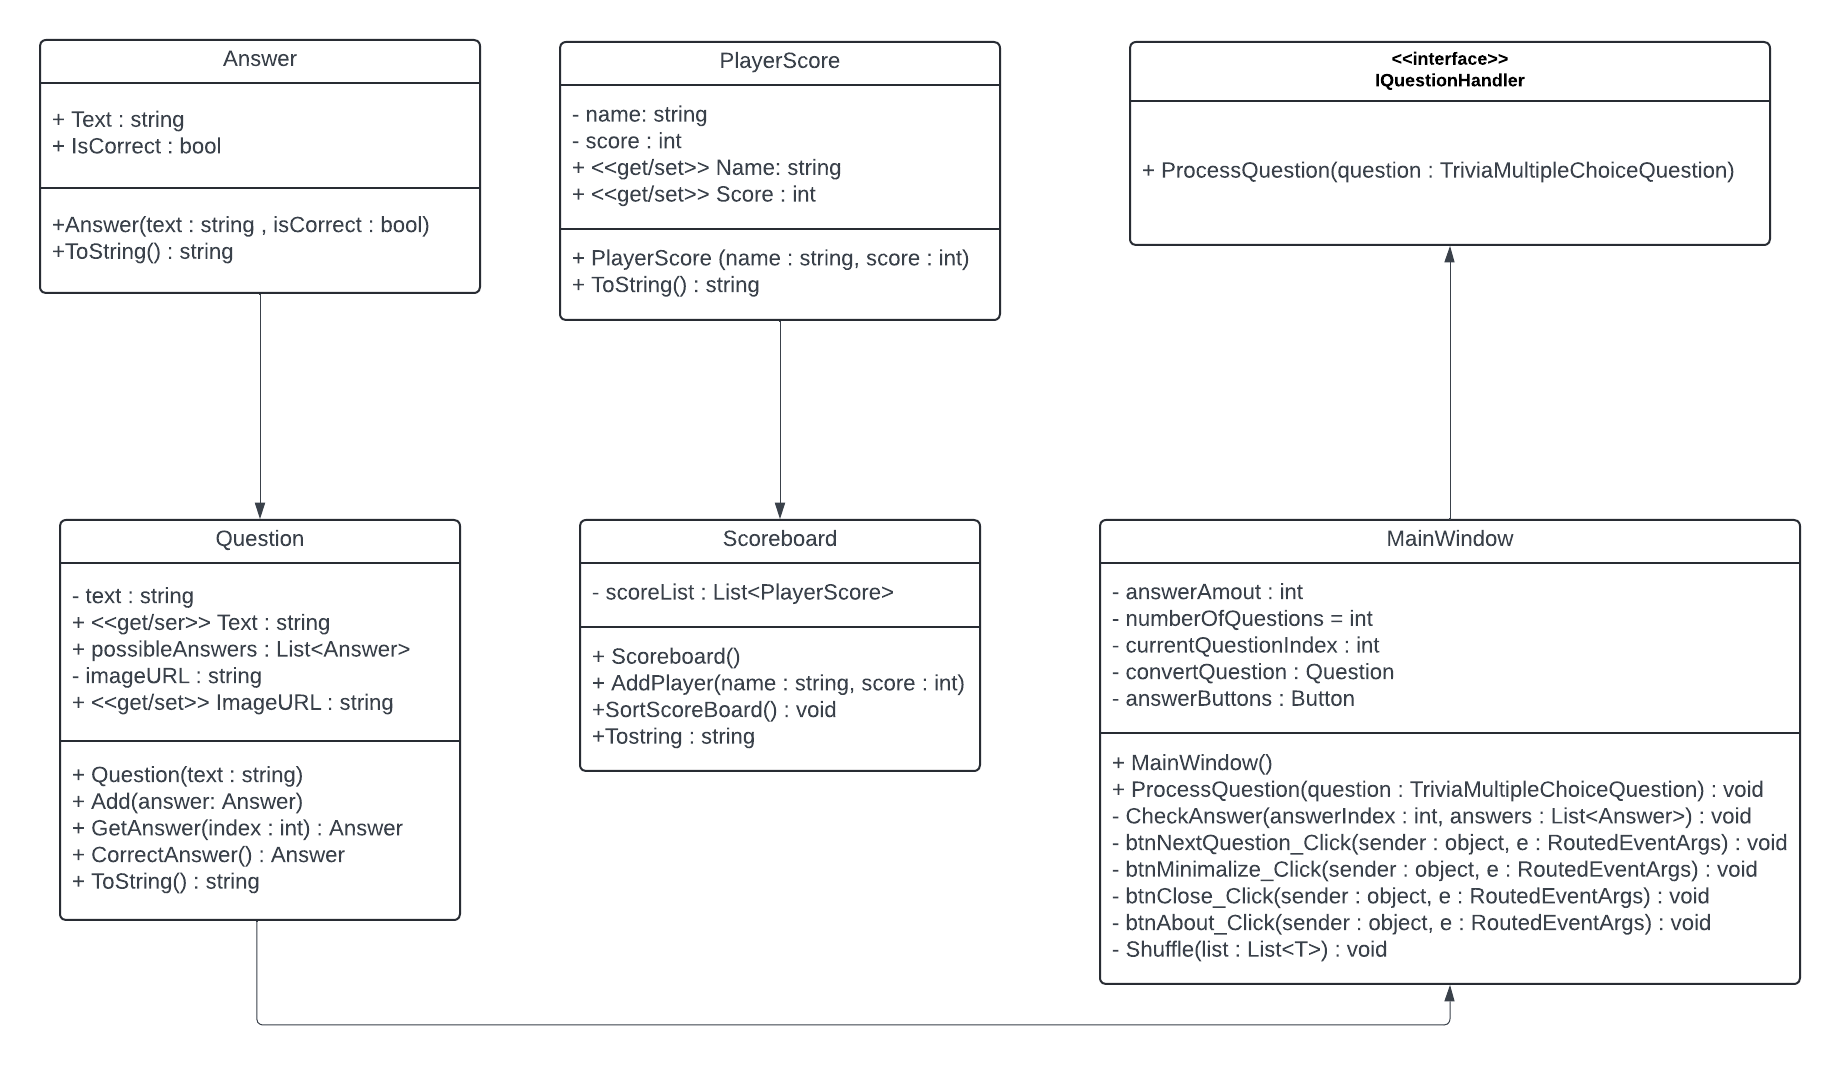 Answer
+ Text : string
+ IsCorrect : bool
+Answer(text : string , isCorrect : bool)
+ToString() : string
PlayerScore
- name: string
- score : int
+ <<get/set>> Name: string
+ <<get/set>> Score : int
+ PlayerScore (name : string, score : int)
+ ToString() : string
<<interface>>
IQuestionHandler
+ ProcessQuestion(question : TriviaMultipleChoiceQuestion)
Question
- text : string
+ <<get/ser>> Text : string
+ possibleAnswers : List<Answer>
- imageURL : string
+ <<get/set>> ImageURL : string
+ Question(text : string)
+ Add(answer: Answer)
+ GetAnswer(index : int) : Answer
+ CorrectAnswer() : Answer
+ ToString() : string
Scoreboard
- scoreList : List<PlayerScore>
+ Scoreboard()
+ AddPlayer(name : string, score : int)
+SortScoreBoard() : void
+Tostring : string
MainWindow
- answerAmout : int
- numberOfQuestions = int
- currentQuestionIndex : int
- convertQuestion : Question
- answerButtons : Button
+ MainWindow()
+ ProcessQuestion(question : TriviaMultipleChoiceQuestion) : void
- CheckAnswer(answerIndex : int, answers : List<Answer>) : void
- btnNextQuestion_Click(sender : object, e : RoutedEventArgs) : void
- btnMinimalize_Click(sender : object, e : RoutedEventArgs) : void
- btnClose_Click(sender : object, e : RoutedEventArgs) : void
- btnAbout_Click(sender : object, e : RoutedEventArgs) : void
- Shuffle(list : List<T>) : void